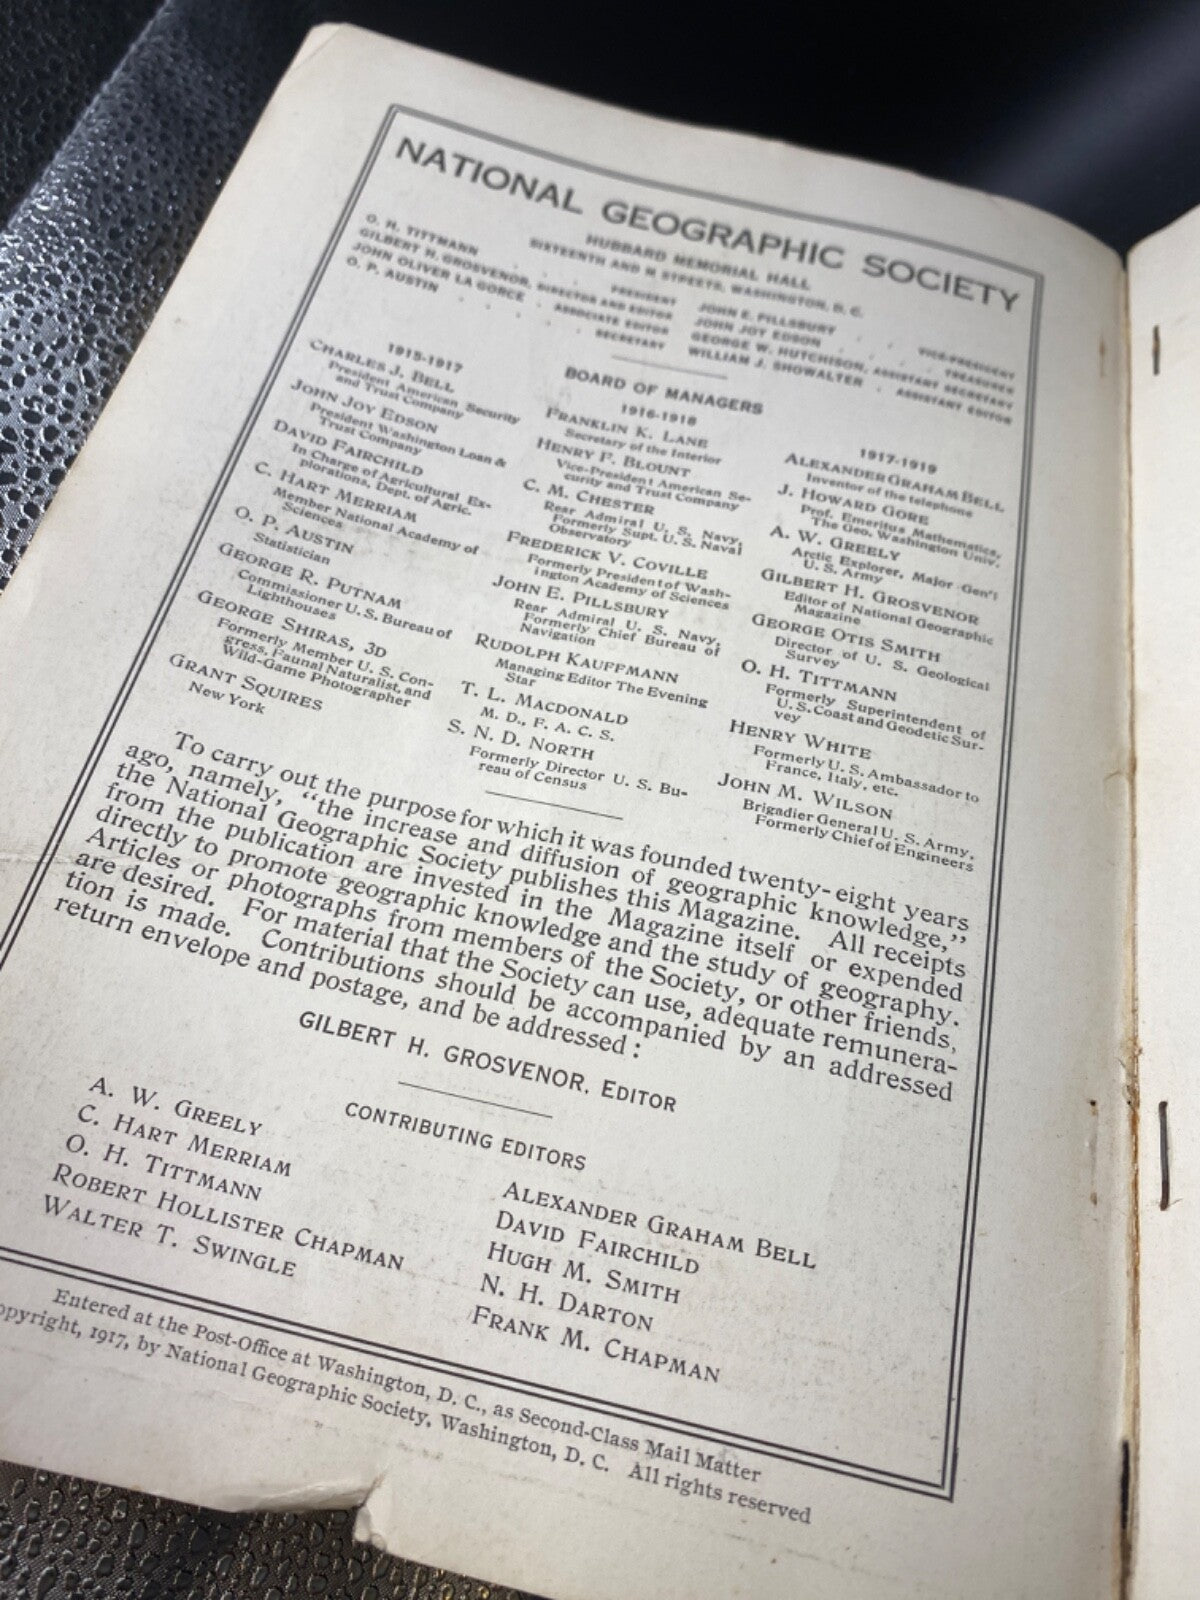 NATIONAL GEOGRAPHIC SOCIETY
HUBBARD MEMORIAL HALL
SIXTEENTH AND M STREETS, WASHINGTON, D. C.
O. H. TITTMANN . . . . PRESIDENT
GILBERT H. GROSVENOR, DIRECTOR AND EDITOR
JOHN OLIVER LA GORCE . ASSOCIATE EDITOR
O. P. AUSTIN . . . . . SECRETARY
JOHN E. PILLSBURY . . . VICE-PRESIDENT
JOHN JOY EDSON . . . . TREASURER
GEORGE W. HUTCHISON, ASSISTANT SECRETARY
WILLIAM J. SHOWALTER . ASSISTANT EDITOR
BOARD OF MANAGERS
1915-1917
CHARLES J. BELL
President American Security
and Trust Company
JOHN JOY EDSON
President Washington Loan &
Trust Company
DAVID FAIRCHILD
In Charge of Agricultural Ex-
plorations, Dept. of Agric.
C. HART MERRIAM
Member National Academy of
Sciences
O. P. AUSTIN
Statistician
GEORGE R. PUTNAM
Commissioner U. S. Bureau of
Lighthouses
GEORGE SHIRAS, 3D
Formerly Member U. S. Con-
gress, Faunal Naturalist, and
Wild-Game Photographer
GRANT SQUIRES
New York
1916-1918
FRANKLIN K. LANE
Secretary of the Interior
HENRY F. BLOUNT
Vice-President American Se-
curity and Trust Company
C. M. CHESTER
Rear Admiral U. S. Navy,
Formerly Supt. U. S. Naval
Observatory
FREDERICK V. COVILLE
Formerly President of Wash-
ington Academy of Sciences
JOHN E. PILLSBURY
Rear Admiral U. S. Navy,
Formerly Chief Bureau of
Navigation
RUDOLPH KAUFFMANN
Managing Editor The Evening
Star
T. L. MACDONALD
M. D., F. A. C. S.
S. N. D. NORTH
Formerly Director U. S. Bu-
reau of Census
1917-1919
ALEXANDER GRAHAM BELL
Inventor of the telephone
J. HOWARD GORE
Prof. Emeritus Mathematics,
The Geo. Washington Univ.
A. W. GREELY
Arctic Explorer, Major Gen'l
U. S. Army
GILBERT H. GROSVENOR
Editor of National Geographic
Magazine
GEORGE OTIS SMITH
Director of U. S. Geological
Survey
O. H. TITTMANN
Formerly Superintendent of
U. S. Coast and Geodetic Sur-
vey
HENRY WHITE
Formerly U. S. Ambassador to
France, Italy, etc.
JOHN M. WILSON
Brigadier General U. S. Army,
Formerly Chief of Engineers
To carry out the purpose for which it was founded twenty-eight years
ago, namely, "the increase and diffusion of geographic knowledge,"
the National Geographic Society publishes this Magazine. All receipts
from the publication are invested in the Magazine itself or expended
directly to promote geographic knowledge and the study of geography.
Articles or photographs from members of the Society, or other friends,
are desired. For material that the Society can use, adequate remunera-
tion is made. Contributions should be accompanied by an addressed
return envelope and postage, and be addressed:
GILBERT H. GROSVENOR, EDITOR
CONTRIBUTING EDITORS
A. W. GREELY
C. HART MERRIAM
O. H. TITTMANN
ROBERT HOLLISTER CHAPMAN
WALTER T. SWINGLE
ALEXANDER GRAHAM BELL
DAVID FAIRCHILD
HUGH M. SMITH
N. H. DARTON
FRANK M. CHAPMAN
Entered at the Post-Office at Washington, D. C., as Second-Class Mail Matter
opyright, 1917, by National Geographic Society, Washington, D. C. All rights reserved